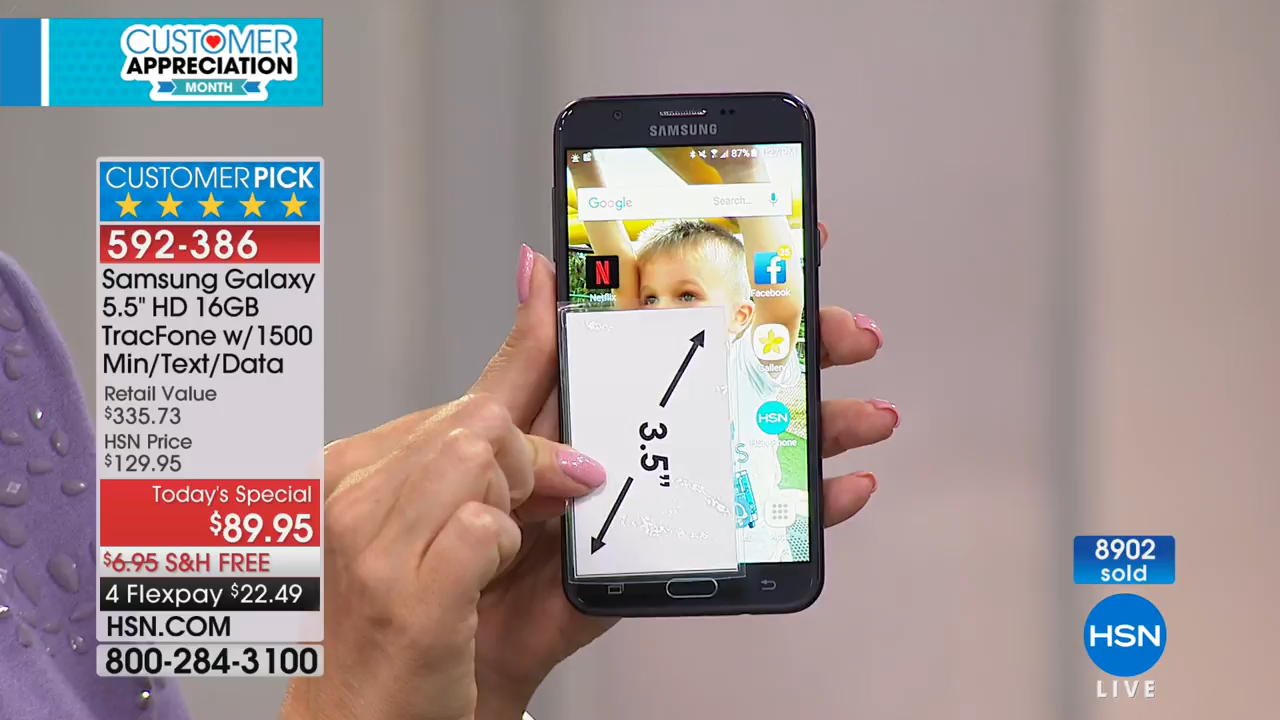 CUSTOMER
APPRECIATION
MONTH
CUSTOMER PICK
592-386
Samsung Galaxy
5.5" HD 16GB
TracFone w/1500
Min/Text/Data
Retail Value
$335.73
HSN Price
$129.95
Today's Special
$89.95
$6.95 S&H FREE
4 Flexpay $22.49
HSN.COM
800-284-3100
SAMSUNG
87%
Google
Search...
Netflix
Facebook
Gallery
HSN
3.5"
8902
sold
HSN
LIVE